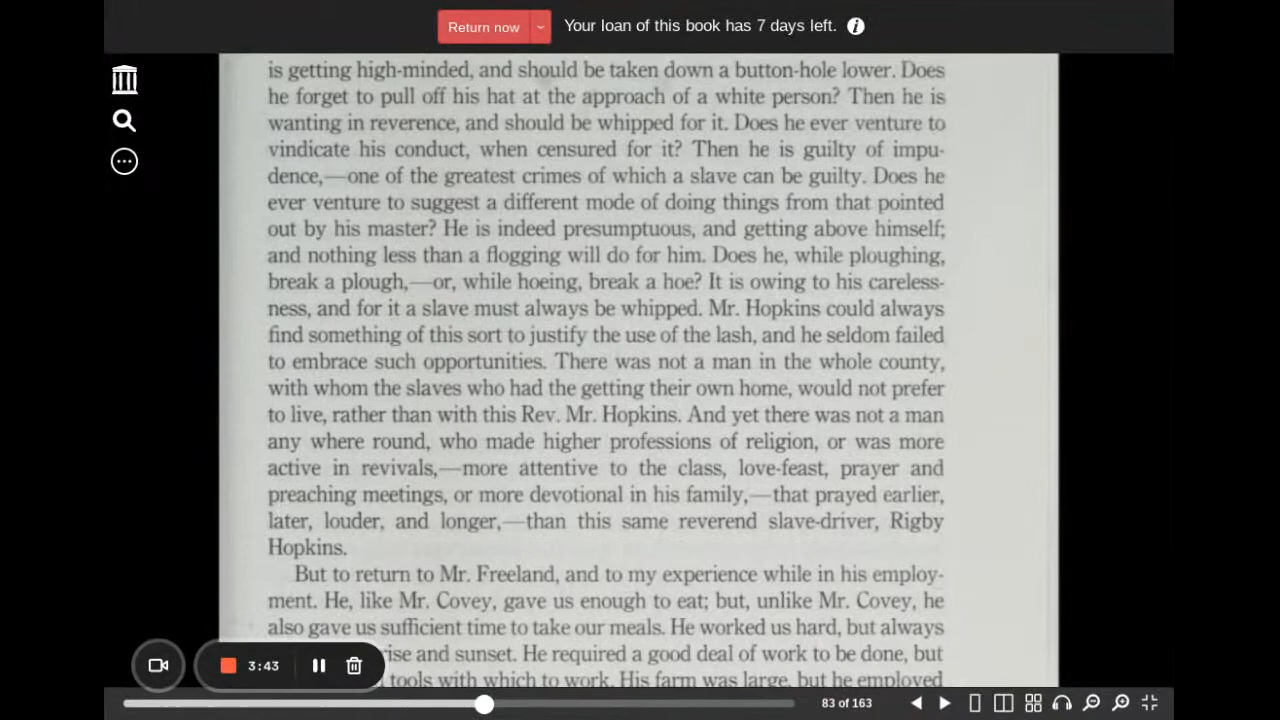 Return now
Your loan of this book has 7 days left.
is getting high-minded, and should be taken down a button-hole lower. Does
he forget to pull off his hat at the approach of a white person? Then he is
wanting in reverence, and should be whipped for it. Does he ever venture to
vindicate his conduct, when censured for it? Then he is guilty of impu-
dence,—one of the greatest crimes of which a slave can be guilty. Does he
ever venture to suggest a different mode of doing things from that pointed
out by his master? He is indeed presumptuous, and getting above himself;
and nothing less than a flogging will do for him. Does he, while ploughing,
break a plough,—or, while hoeing, break a hoe? It is owing to his careless-
ness, and for it a slave must always be whipped. Mr. Hopkins could always
find something of this sort to justify the use of the lash, and he seldom failed
to embrace such opportunities. There was not a man in the whole county,
with whom the slaves who had the getting their own home, would not prefer
to live, rather than with this Rev. Mr. Hopkins. And yet there was not a man
any where round, who made higher professions of religion, or was more
active in revivals,—more attentive to the class, love-feast, prayer and
preaching meetings, or more devotional in his family,—that prayed earlier,
later, louder, and longer,—than this same reverend slave-driver, Rigby
Hopkins.
But to return to Mr. Freeland, and to my experience while in his employ-
ment. He, like Mr. Covey, gave us enough to eat; but, unlike Mr. Covey, he
also gave us sufficient time to take our meals. He worked us hard, but always
rise and sunset. He required a good deal of work to be done, but
tools with which to work. His farm was large, but he employed
3:43
83 of 163